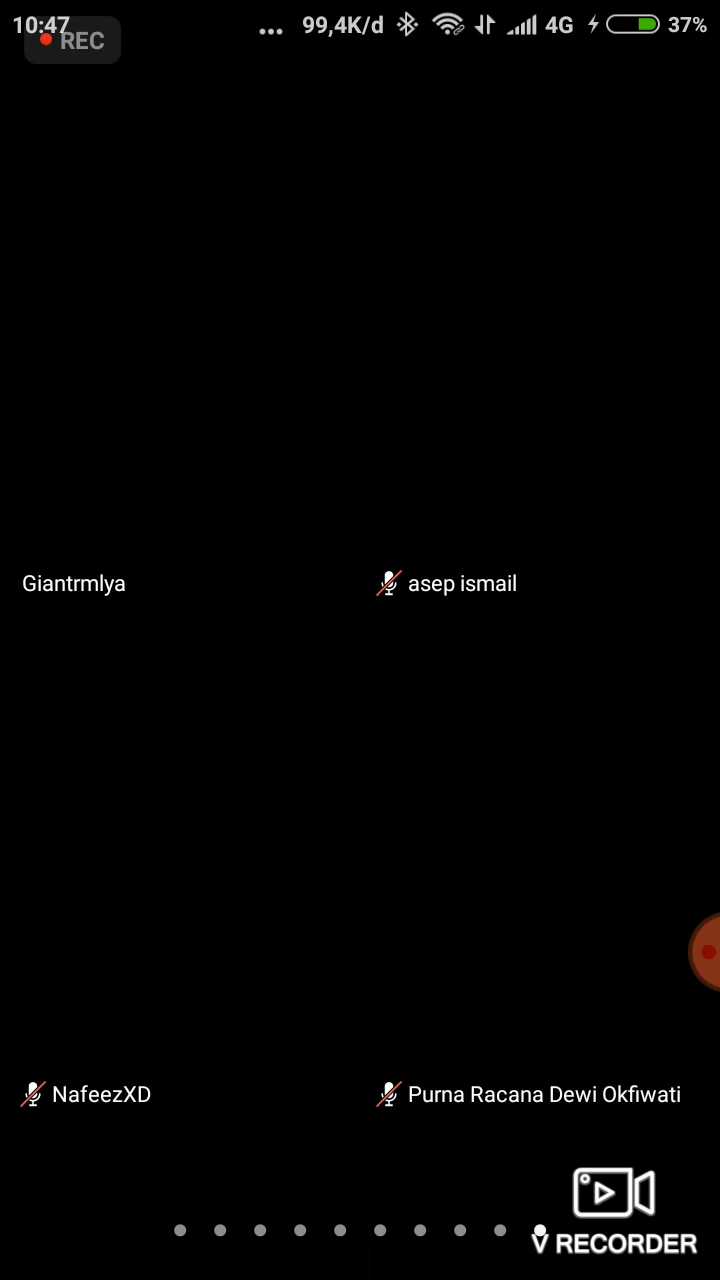 10:47
99,4K/d
4G
37%
REC
Giantrmlya
asep ismail
NafeezXD
Purna Racana Dewi Okfiwati
V RECORDER